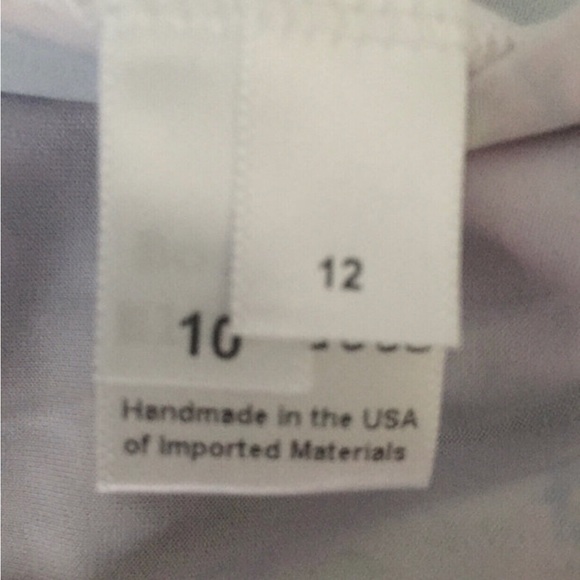 12
10
Handmade in the USA
of Imported Materials